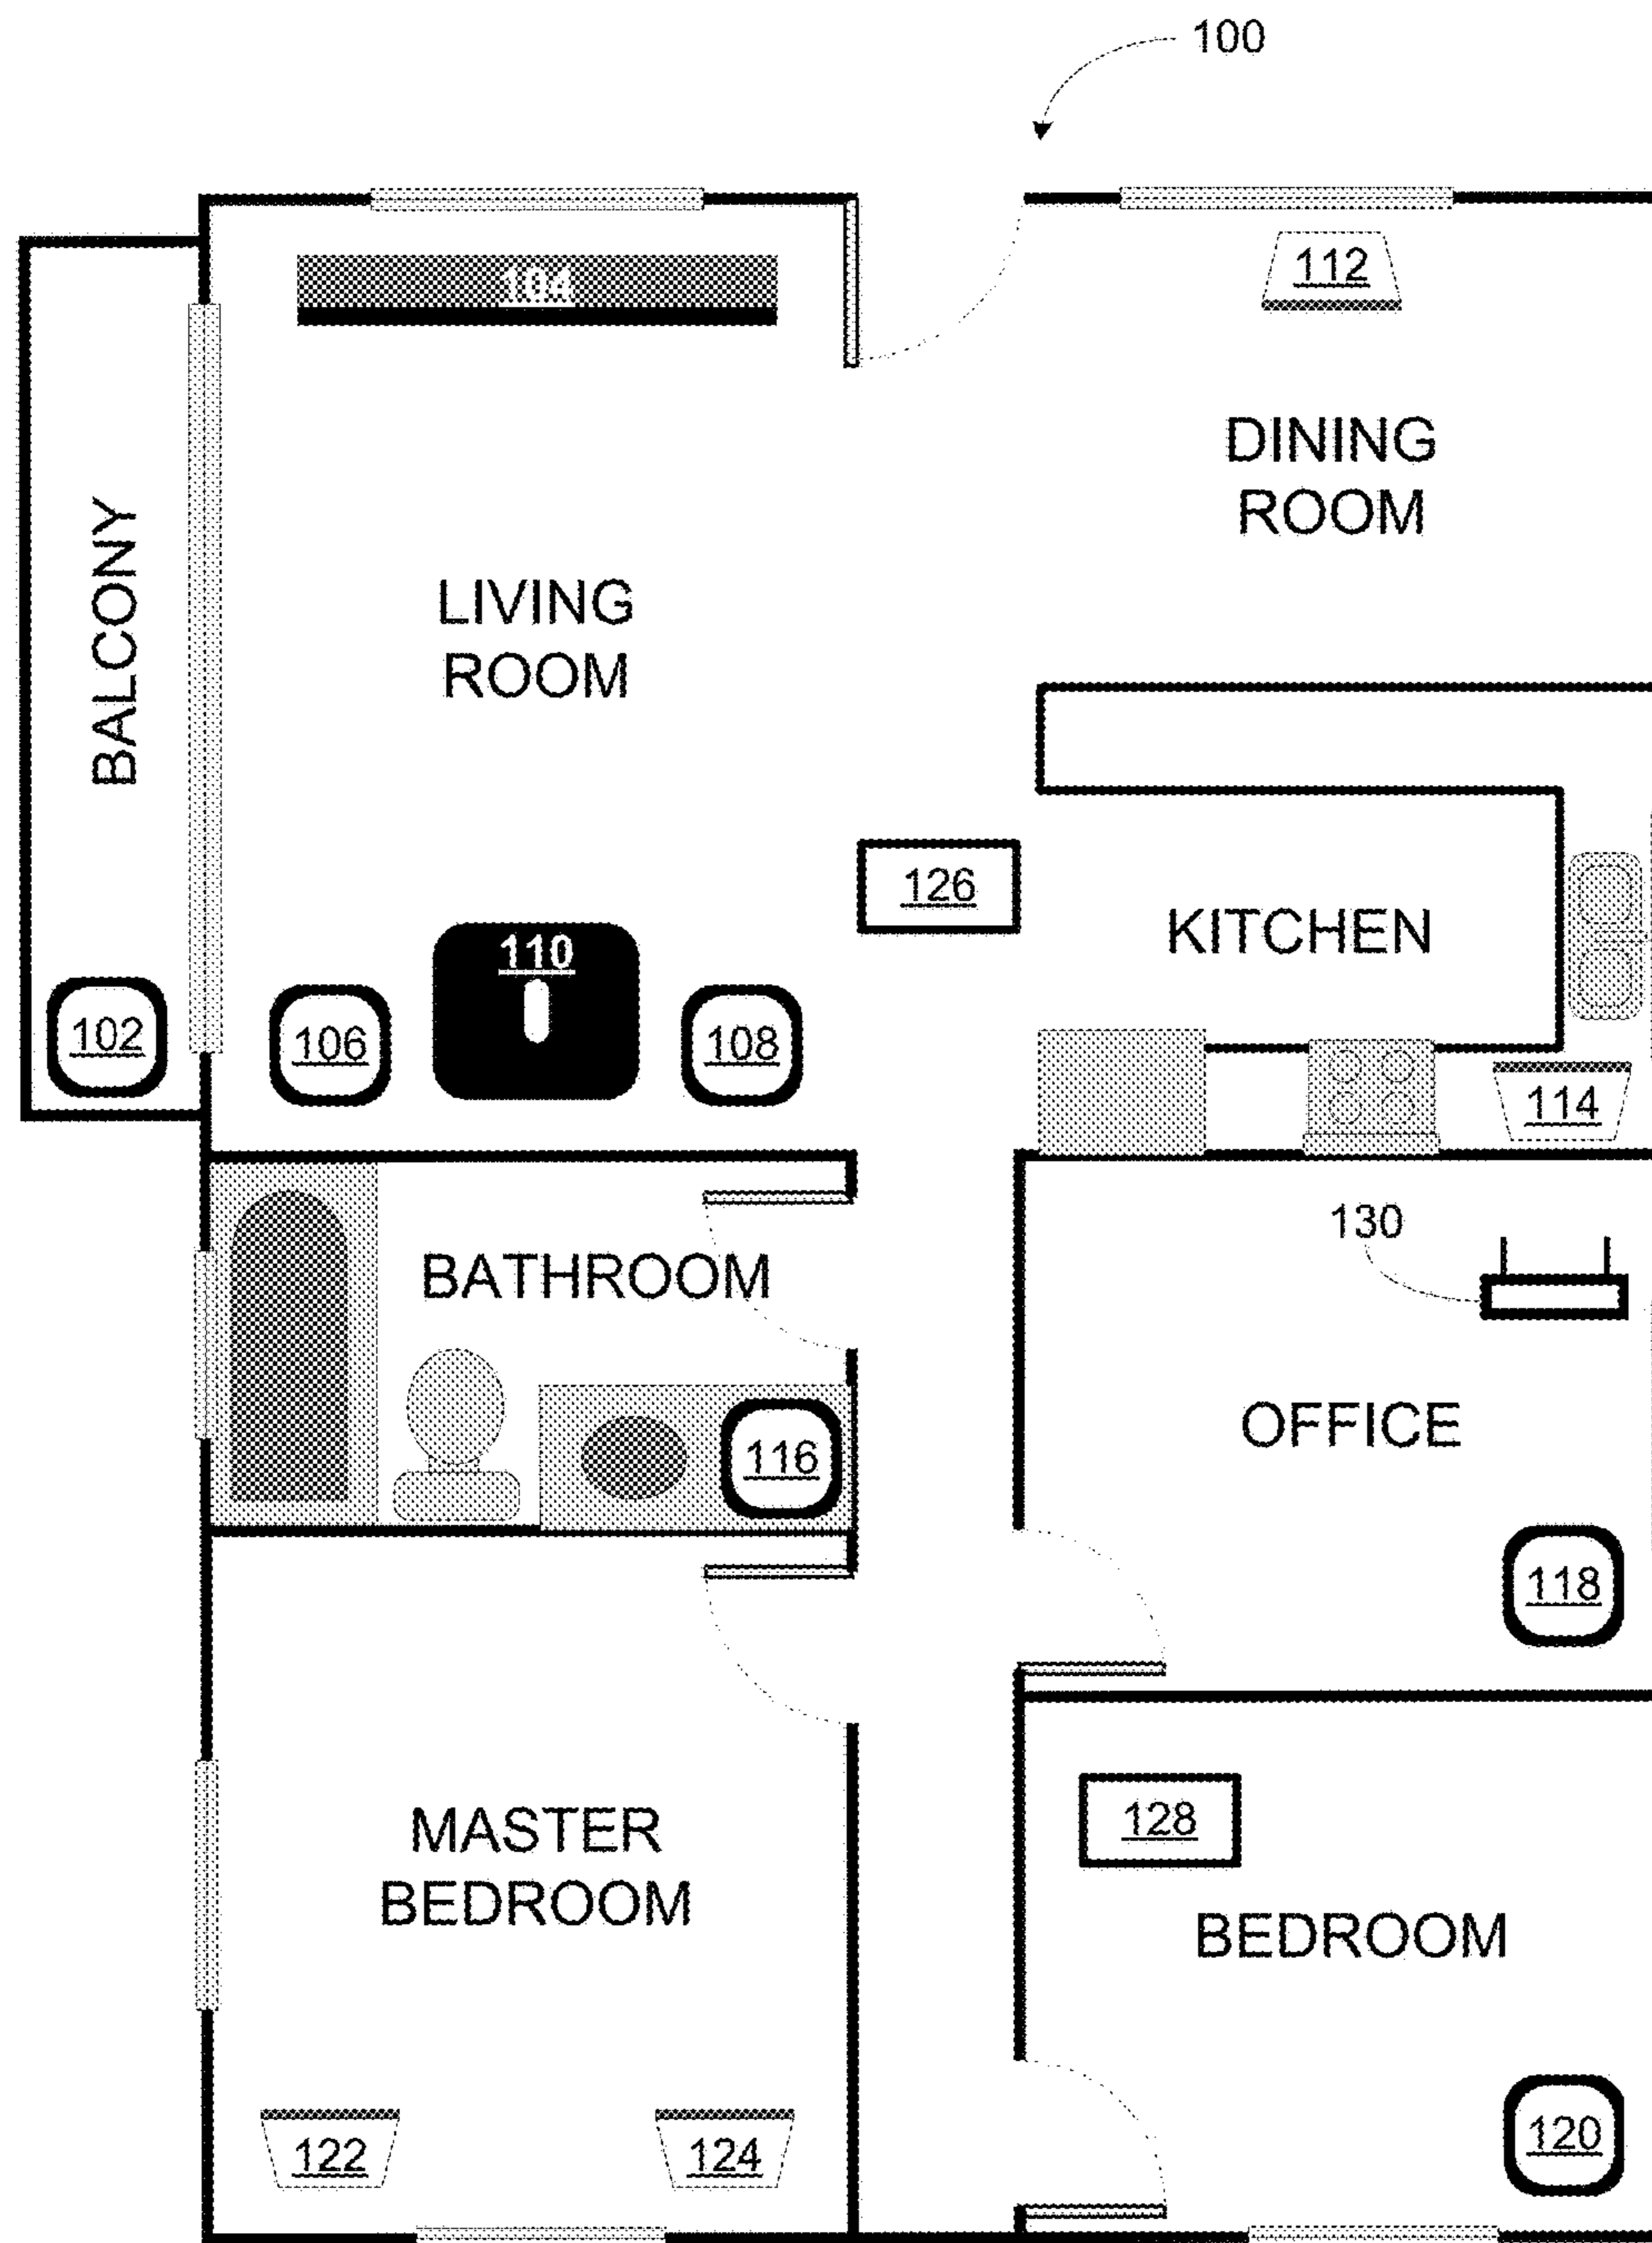 100
104
112
DINING
ROOM
BALCONY
LIVING
ROOM
126
KITCHEN
110
102
106
108
114
130
BATHROOM
OFFICE
116
118
MASTER
BEDROOM
128
BEDROOM
122
124
120